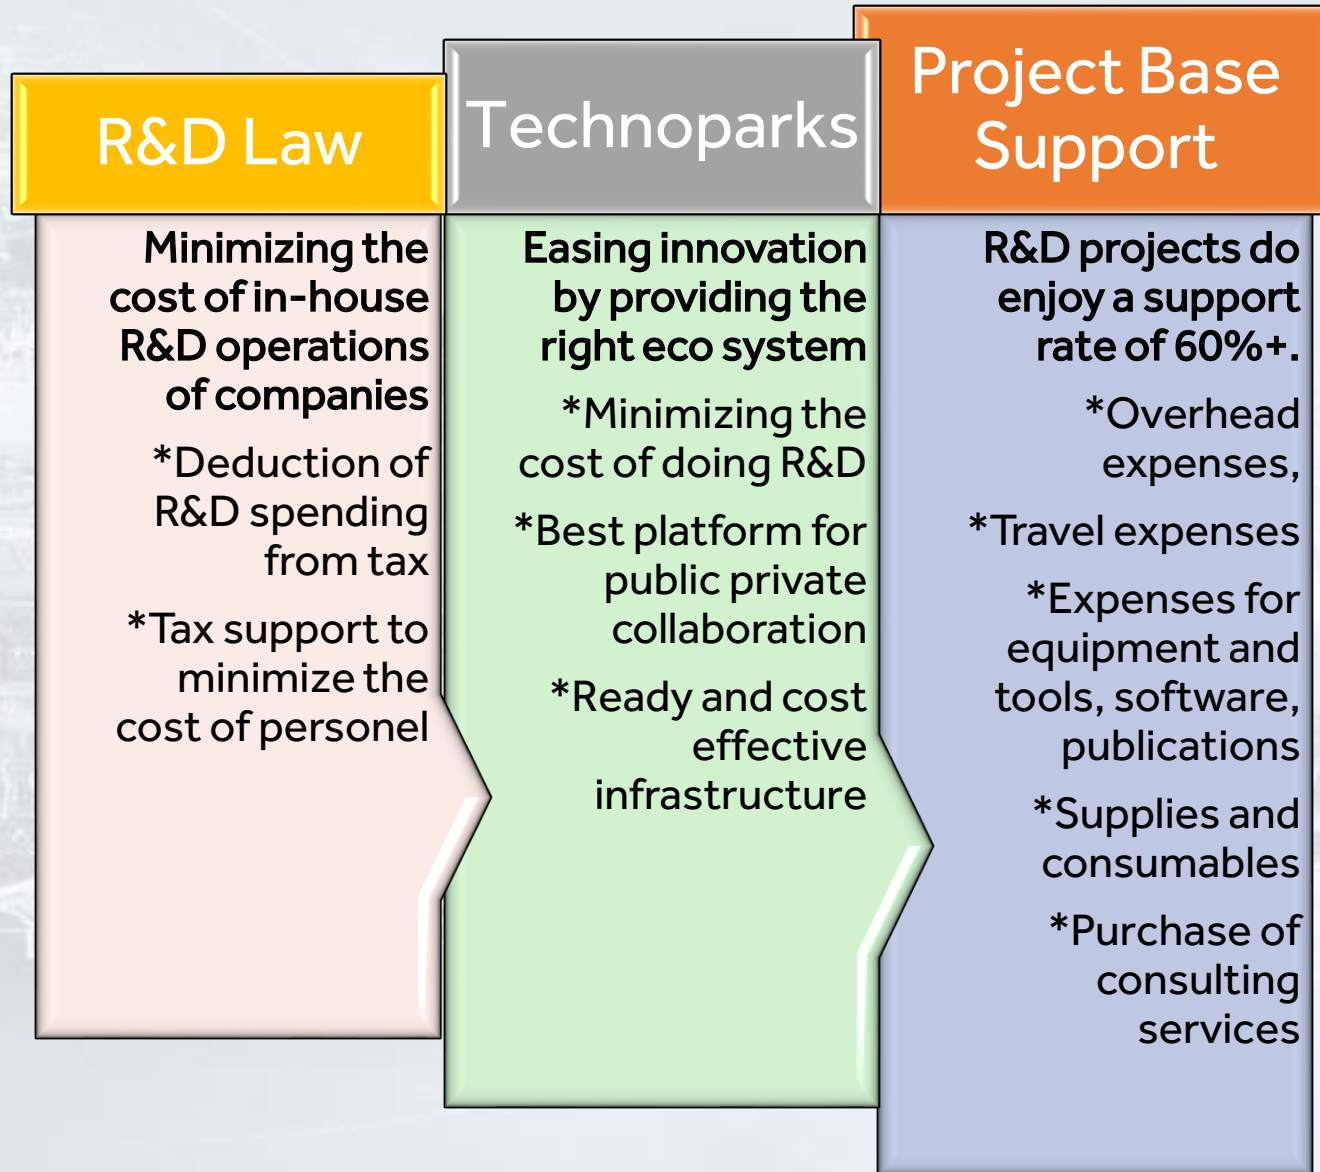 R&D Law
Minimizing the
cost of in-house
R&D operations
of companies
*Deduction of
R&D spending
from tax
*Tax support to
minimize the
cost of personel
Technoparks
Easing innovation
by providing the
right eco system
*Minimizing the
cost of doing R&D
*Best platform for
public private
collaboration
*Ready and cost
effective
infrastructure
Project Base
Support
R&D projects do
enjoy a support
rate of 60%+.
*Overhead
expenses,
*Travel expenses
*Expenses for
equipment and
tools, software,
publications
*Supplies and
consumables
*Purchase of
consulting
services